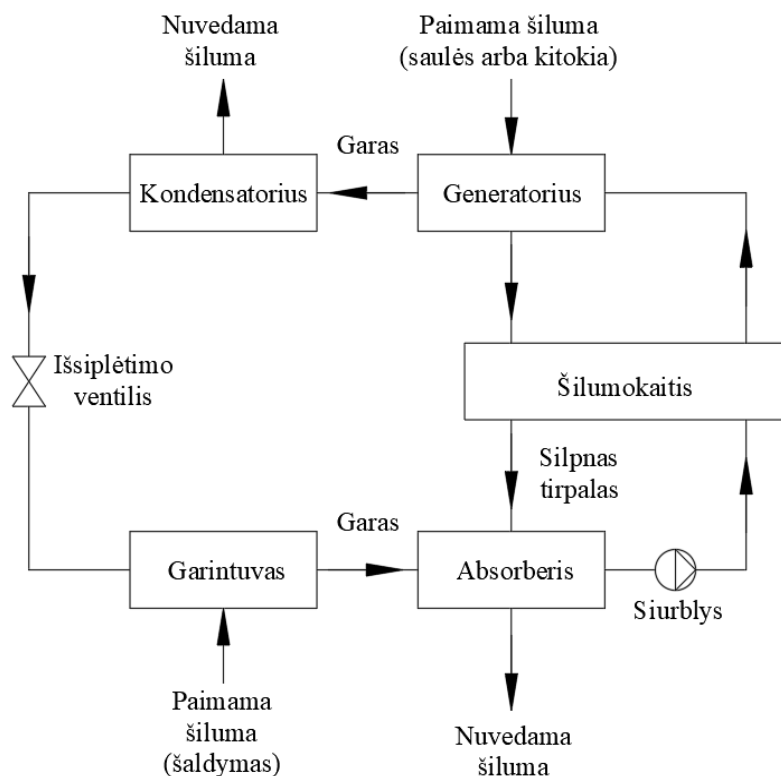 Nuvedama
šiluma
Paimama šiluma
(saulės arba kitokia)
Garas
Kondensatorius
Generatorius
Išsiplėtimo
ventilis
Šilumokaitis
Silpnas
tirpalas
Garas
Garintuvas
Absorberis
Siurblys
Paimama
šiluma
(šaldymas)
Nuvedama
šiluma